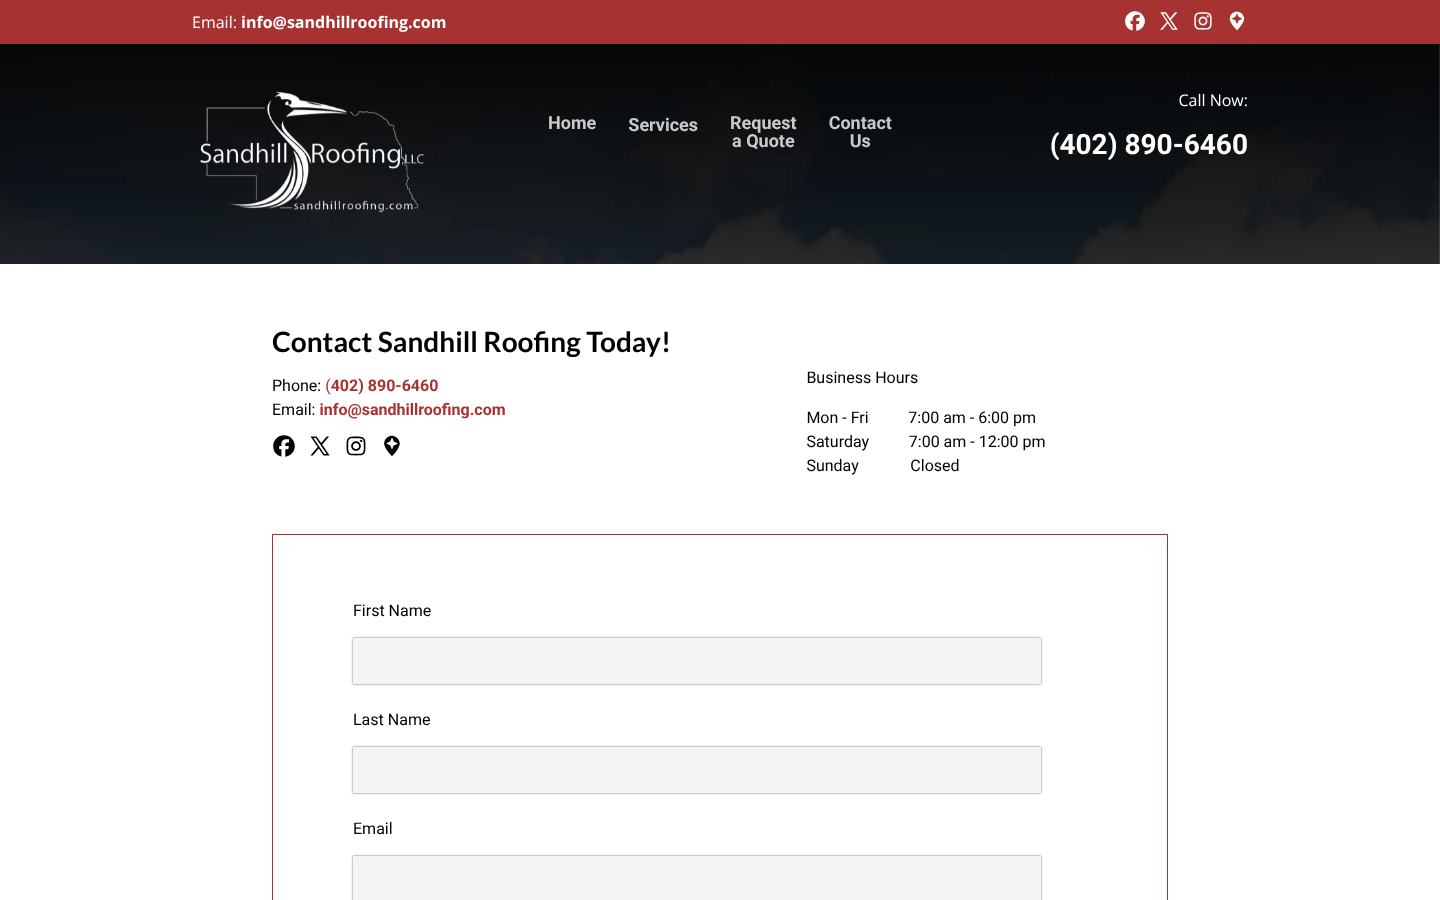 Email: info@sandhillroofing.com
Call Now:
Sandhill Roofing LLC
sandhillroofing.com
Home
Services
Request
a Quote
Contact
Us
(402) 890-6460
Contact Sandhill Roofing Today!
Phone: (402) 890-6460
Email: info@sandhillroofing.com
Business Hours
Mon - Fri 7:00 am - 6:00 pm
Saturday 7:00 am - 12:00 pm
Sunday Closed
First Name
Last Name
Email